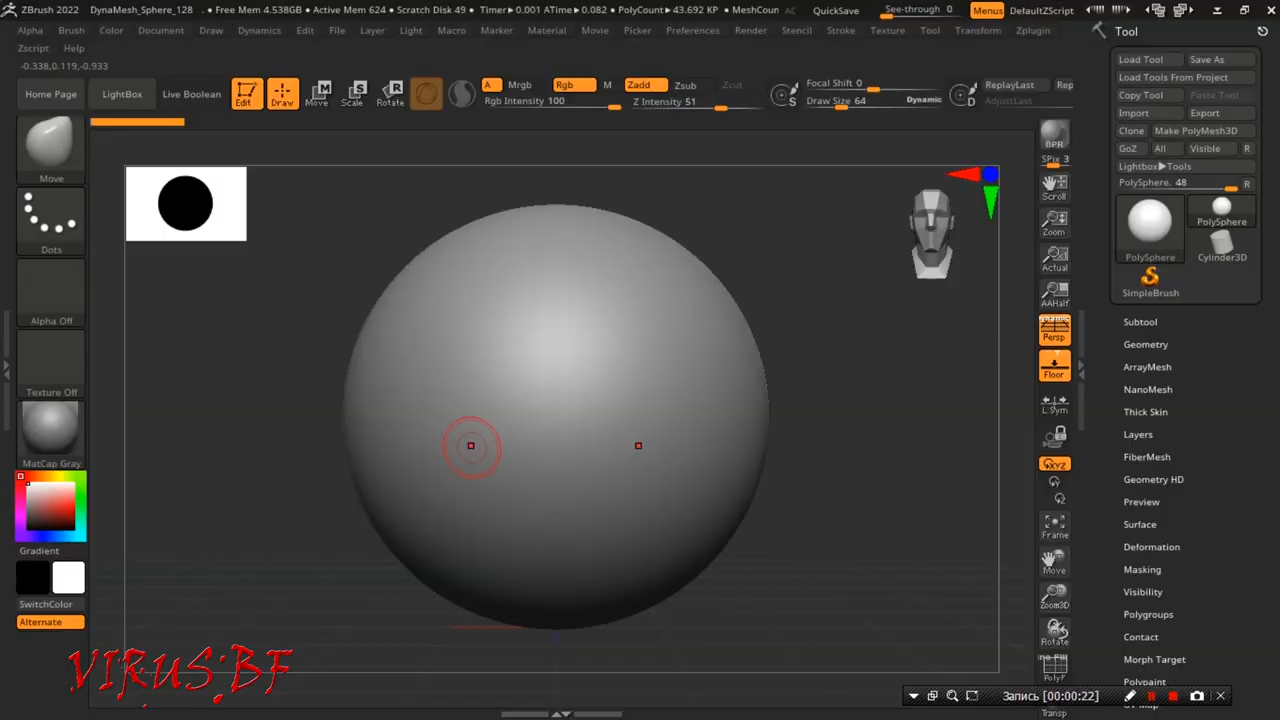 ZBrush 2022 DynaMesh_Sphere_128 . • Free Mem 4.538GB • Active Mem 624 • Scratch Disk 49 • Timer▶0.001 ATime▶0.082 • PolyCount▶43.692 KP • MeshCoun AC QuickSave See-through 0 Menus DefaultZScript
Alpha Brush Color Document Draw Dynamics Edit File Layer Light Macro Marker Material Movie Picker Preferences Render Stencil Stroke Texture Tool Transform Zplugin
Zscript Help
-0.338,0.119,-0.933
Home Page LightBox Live Boolean Edit Draw Move Scale Rotate
A Mrgb Rgb M Zadd Zsub
Rgb Intensity 100 Z Intensity 51
S Focal Shift 0
Draw Size 64 Dynamic D
ReplayLast Rep
AdjustLast
Move
Dots
Alpha Off
Texture Off
MatCap Gray
Gradient
SwitchColor
Alternate
VIRUS:BF
BPR
SPix 3
Scroll
Zoom
Actual
AAHalf
Dynamic
Persp
Floor
L.Sym
XYZ
Y
Z
Frame
Move
Zoom3D
Rotate
Line Fill
PolyF
Transp
Tool
Load Tool Save As
Load Tools From Project
Copy Tool Paste Tool
Import Export
Clone Make PolyMesh3D
GoZ All Visible R
Lightbox▶Tools
PolySphere. 48 R
PolySphere PolySphere
Cylinder3D
SimpleBrush
Subtool
Geometry
ArrayMesh
NanoMesh
Thick Skin
Layers
FiberMesh
Geometry HD
Preview
Surface
Deformation
Masking
Visibility
Polygroups
Contact
Morph Target
Polypaint
UV Map
Запись [00:00:22]